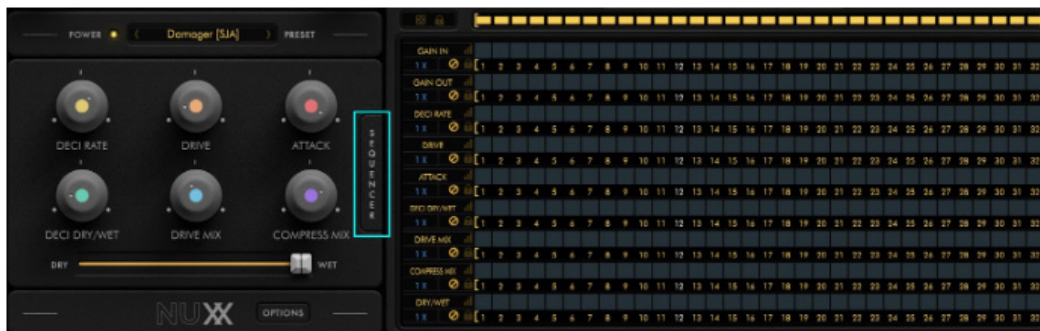 POWER
Damager [SJA]
PRESET
DECI RATE
DRIVE
ATTACK
DECI DRY/WET
DRIVE MIX
COMPRESS MIX
SEQUENCER
DRY
WET
NUXX
OPTIONS
GAIN IN
1 X 1 2 3 4 5 6 7 8 9 10 11 12 13 14 15 16 17 18 19 20 21 22 23 24 25 26 27 28 29 30 31 32
GAIN OUT
1 X 1 2 3 4 5 6 7 8 9 10 11 12 13 14 15 16 17 18 19 20 21 22 23 24 25 26 27 28 29 30 31 32
DECI RATE
1 X 1 2 3 4 5 6 7 8 9 10 11 12 13 14 15 16 17 18 19 20 21 22 23 24 25 26 27 28 29 30 31 32
DRIVE
1 X 1 2 3 4 5 6 7 8 9 10 11 12 13 14 15 16 17 18 19 20 21 22 23 24 25 26 27 28 29 30 31 32
ATTACK
1 X 1 2 3 4 5 6 7 8 9 10 11 12 13 14 15 16 17 18 19 20 21 22 23 24 25 26 27 28 29 30 31 32
DECI DRY/WET
1 X 1 2 3 4 5 6 7 8 9 10 11 12 13 14 15 16 17 18 19 20 21 22 23 24 25 26 27 28 29 30 31 32
DRIVE MIX
1 X 1 2 3 4 5 6 7 8 9 10 11 12 13 14 15 16 17 18 19 20 21 22 23 24 25 26 27 28 29 30 31 32
COMPRESS MIX
1 X 1 2 3 4 5 6 7 8 9 10 11 12 13 14 15 16 17 18 19 20 21 22 23 24 25 26 27 28 29 30 31 32
DRY/WET
1 X 1 2 3 4 5 6 7 8 9 10 11 12 13 14 15 16 17 18 19 20 21 22 23 24 25 26 27 28 29 30 31 32